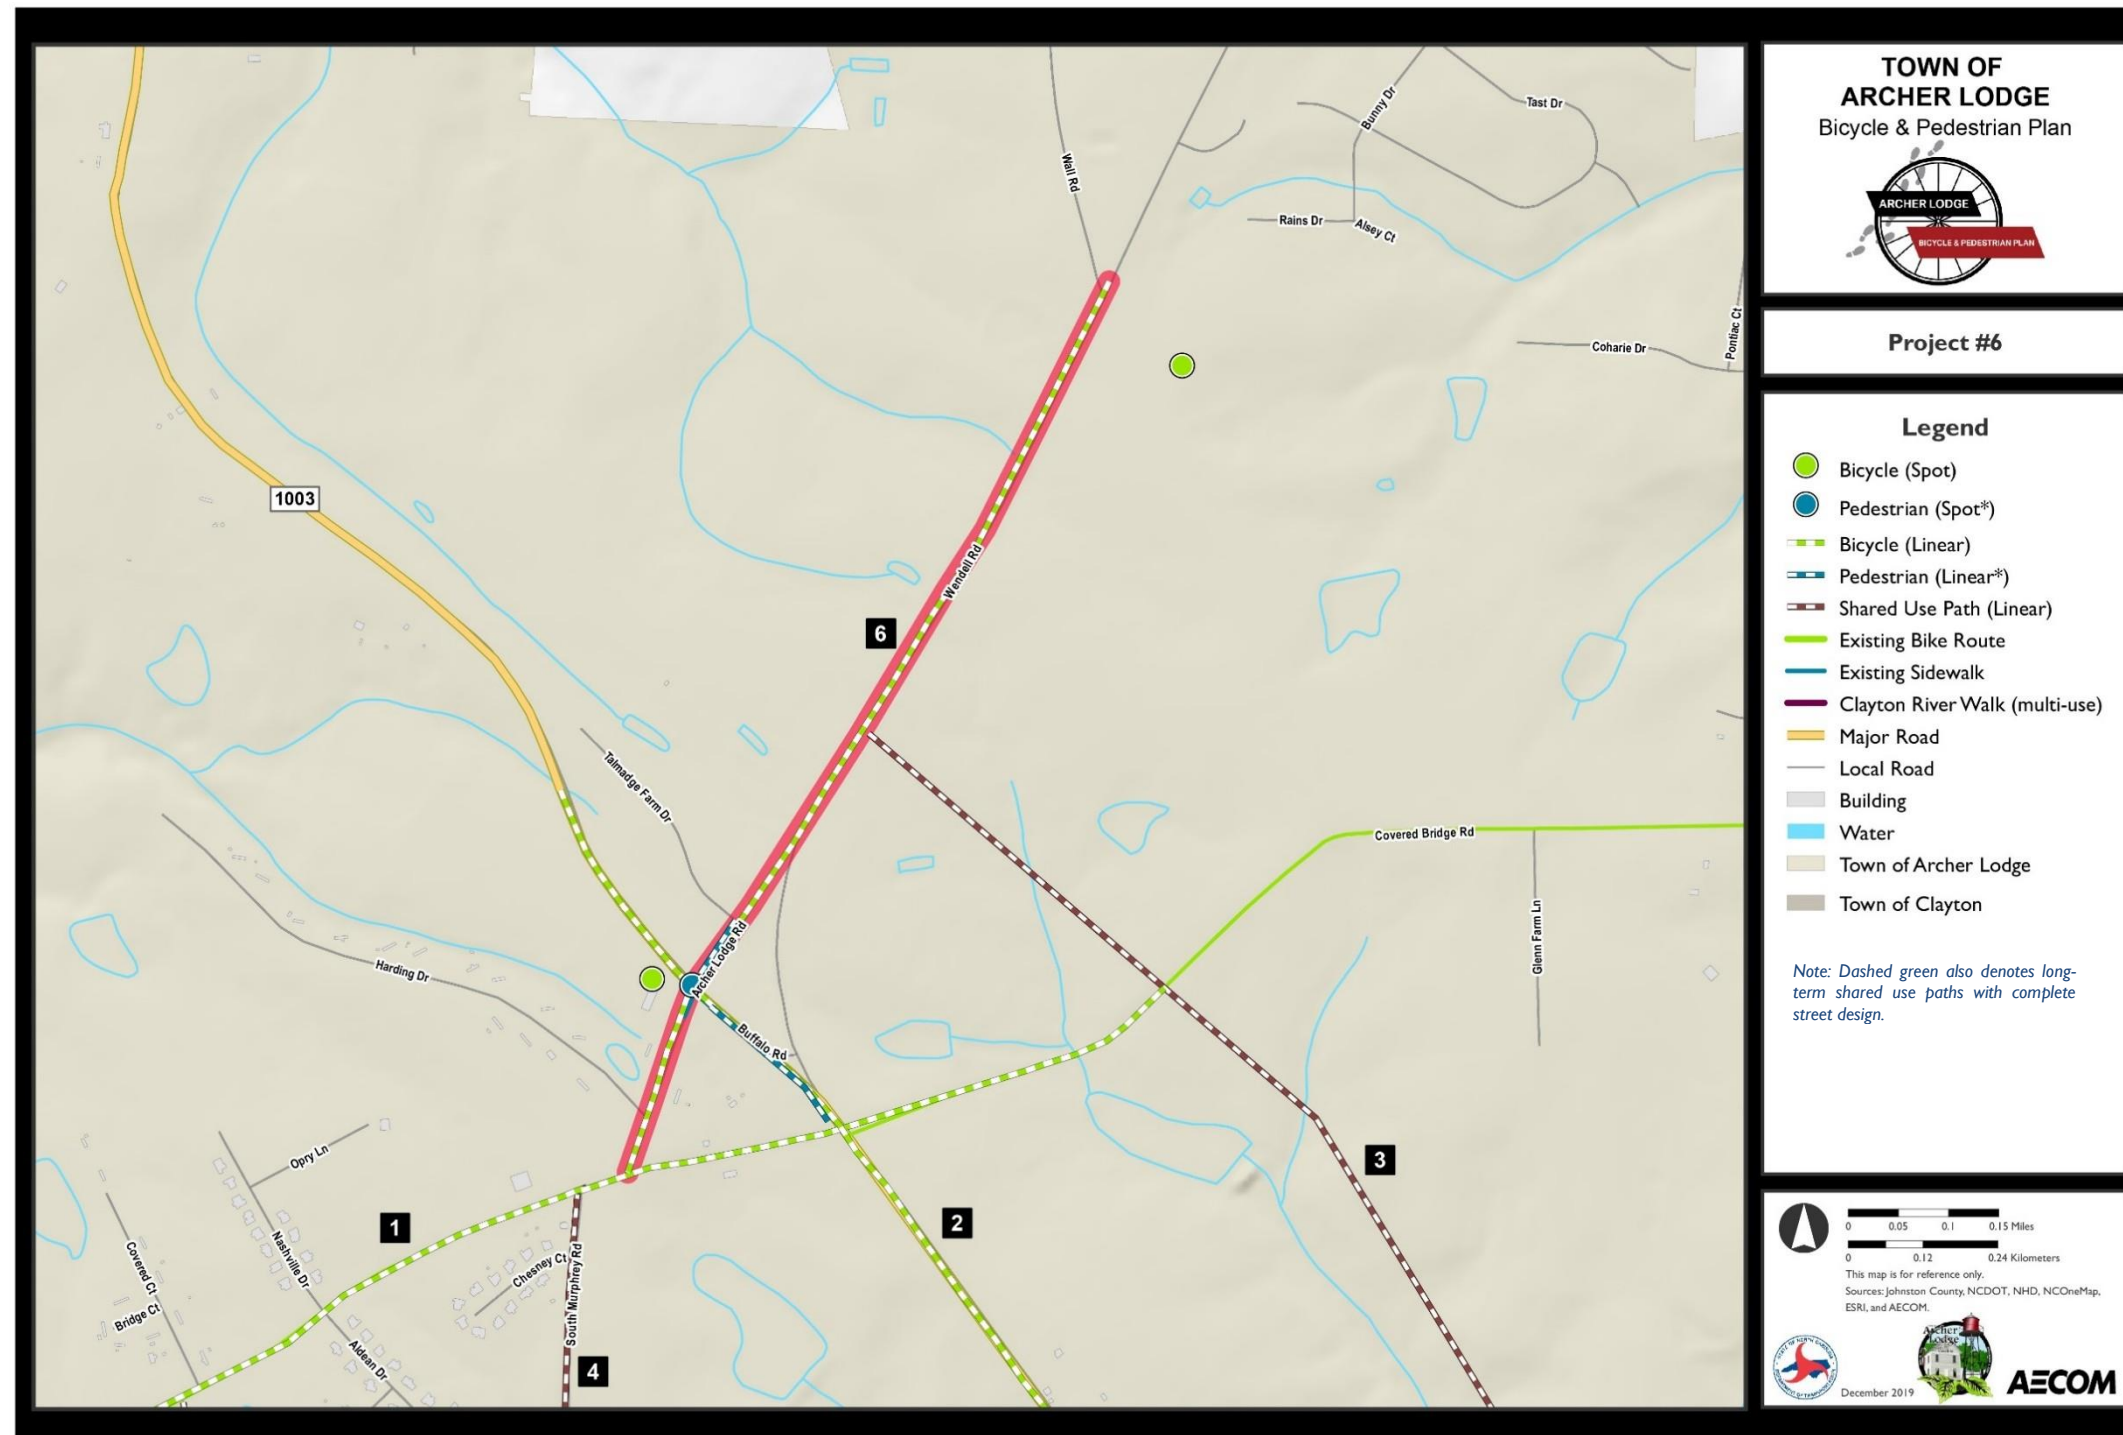 TOWN OF
ARCHER LODGE
Bicycle & Pedestrian Plan
ARCHER LODGE
BICYCLE & PEDESTRIAN PLAN
Project #6
Legend
Bicycle (Spot)
Pedestrian (Spot*)
Bicycle (Linear)
Pedestrian (Linear*)
Shared Use Path (Linear)
Existing Bike Route
Existing Sidewalk
Clayton River Walk (multi-use)
Major Road
Local Road
Building
Water
Town of Archer Lodge
Town of Clayton
Note: Dashed green also denotes long-
term shared use paths with complete
street design.
0 0.05 0.1 0.15 Miles
0 0.12 0.24 Kilometers
This map is for reference only.
Sources: Johnston County, NCDOT, NHD, NCOneMap,
ESRI, and AECOM.
December 2019
Archer
Lodge
AECOM
Wall Rd
Bunny Dr
Tast Dr
Rains Dr
Alsey Ct
Pontiac Ct
Coharie Dr
1003
Wendell Rd
6
Talmadge Farm Dr
Covered Bridge Rd
Glenn Farm Ln
Archer Lodge Rd
Harding Dr
Buffalo Rd
Opry Ln
3
1
2
Nashville Dr
Covered Ct
Bridge Ct
Chesney Ct
South Murphrey Rd
Aldean Dr
4